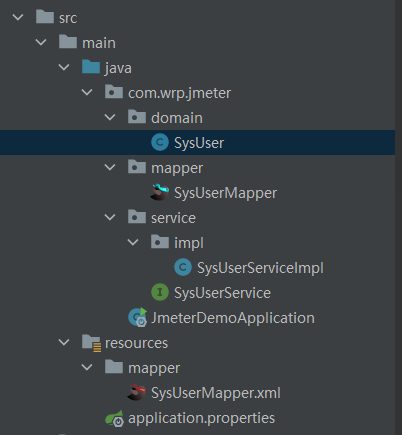 src
main
java
com.wrp.jmeter
domain
SysUser
mapper
SysUserMapper
service
impl
SysUserServiceImpl
SysUserService
JmeterDemoApplication
resources
mapper
SysUserMapper.xml
application.properties